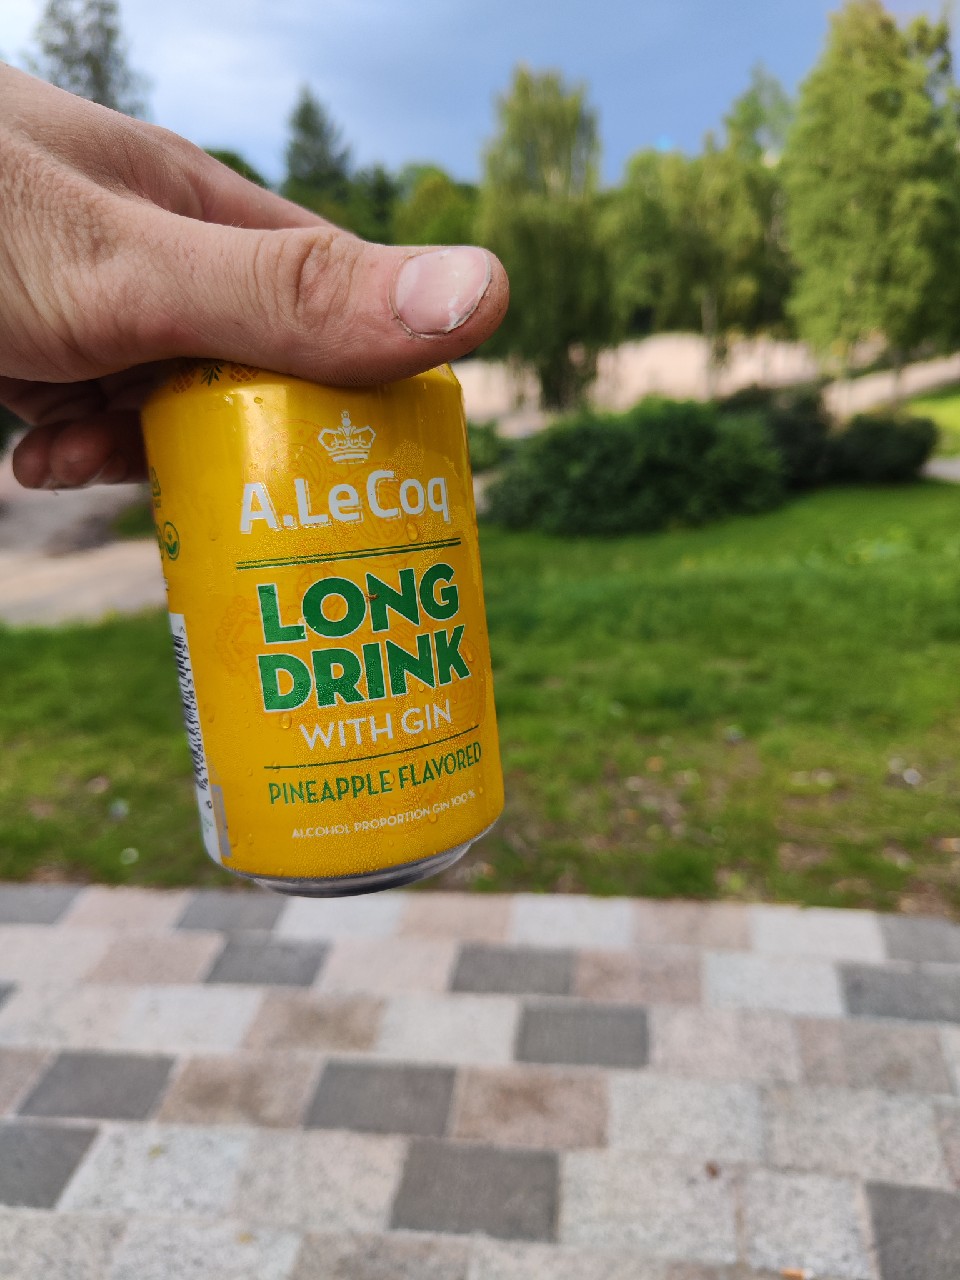 A.Le Coq
LONG
DRINK
WITH GIN
PINEAPPLE FLAVORED
ALCOHOL PROPORTION GIN 100%